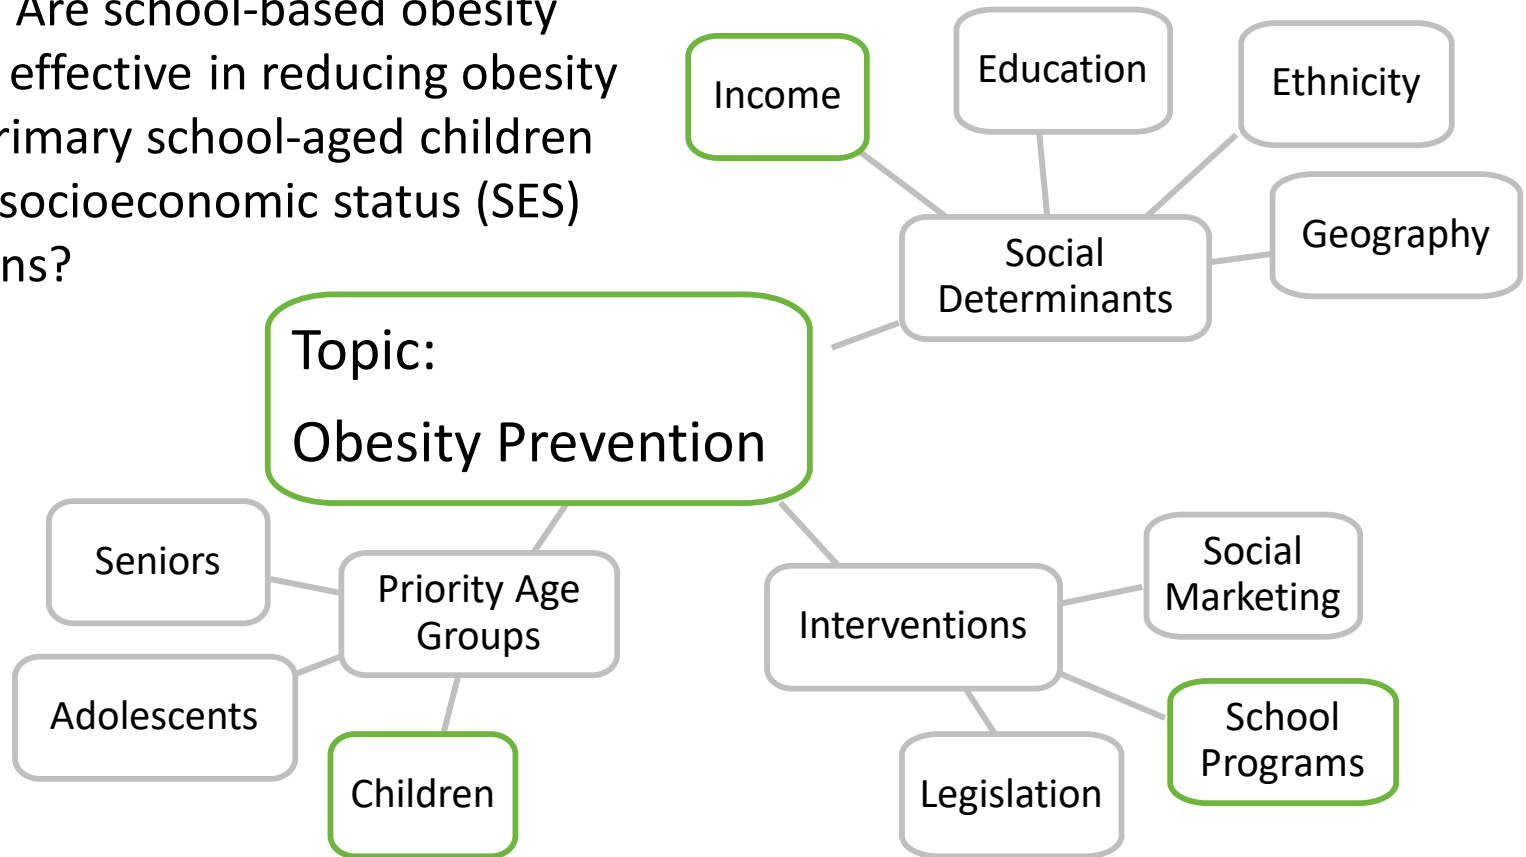 Are school-based obesity
effective in reducing obesity
rimary school-aged children
socioeconomic status (SES)
ns?
Income
Education
Ethnicity
Geography
Social
Determinants
Topic:
Obesity Prevention
Seniors
Priority Age
Groups
Adolescents
Children
Interventions
Social
Marketing
School
Programs
Legislation